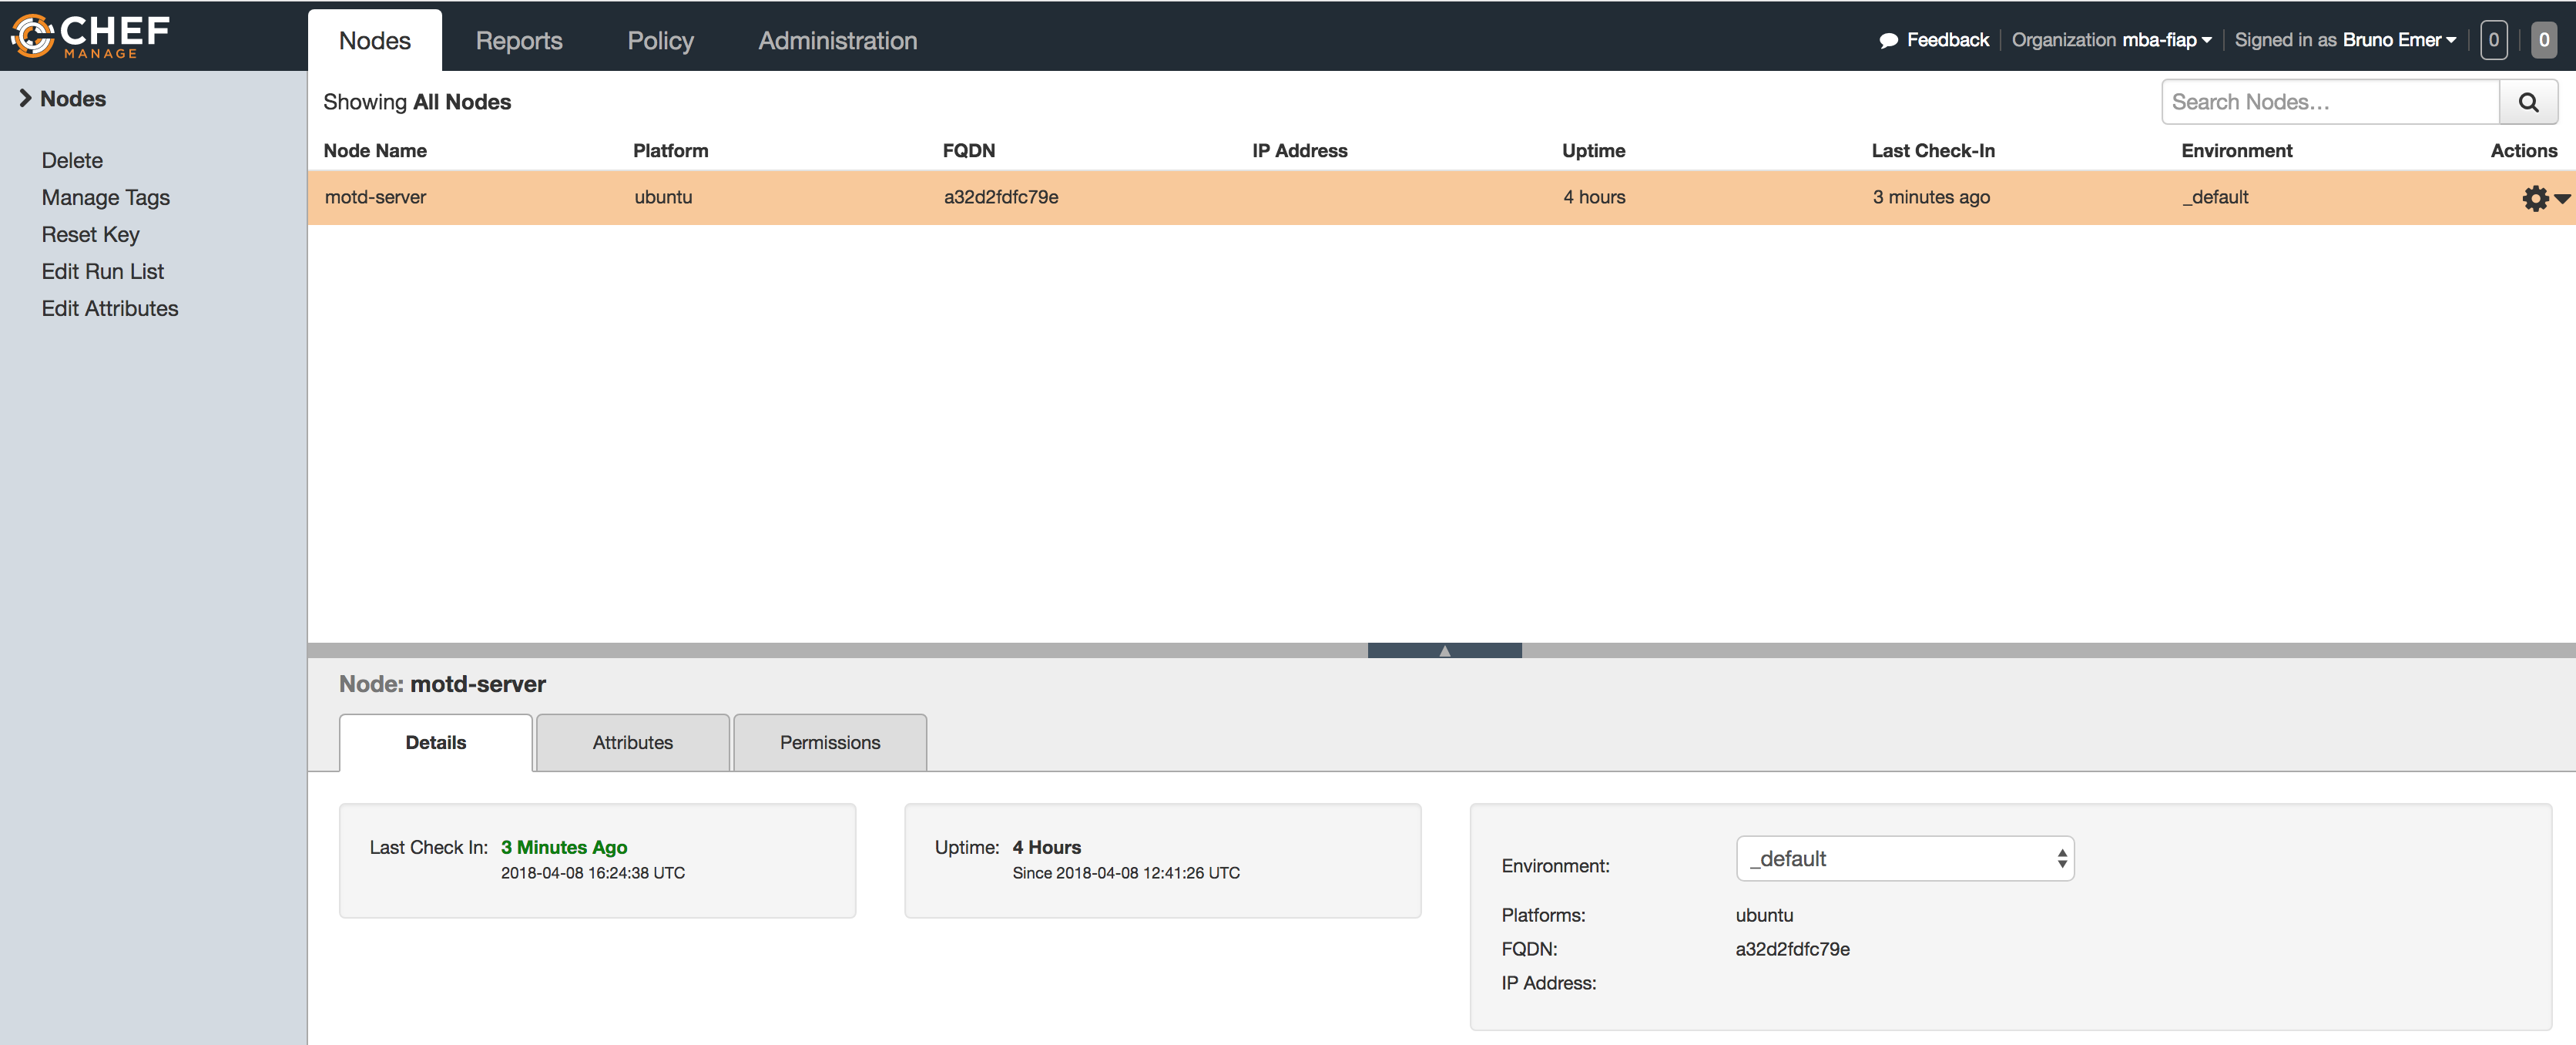 CHEF
MANAGE
Nodes Reports Policy Administration Feedback Organization mba-fiap Signed in as Bruno Emer 0 0
Nodes
Delete
Manage Tags
Reset Key
Edit Run List
Edit Attributes
Showing All Nodes Search Nodes...
Node Name Platform FQDN IP Address Uptime Last Check-In Environment Actions
motd-server ubuntu a32d2fdfc79e 4 hours 3 minutes ago _default
Node: motd-server
Details Attributes Permissions
Last Check In: 3 Minutes Ago
2018-04-08 16:24:38 UTC
Uptime: 4 Hours
Since 2018-04-08 12:41:26 UTC
Environment: _default
Platforms: ubuntu
FQDN: a32d2fdfc79e
IP Address: